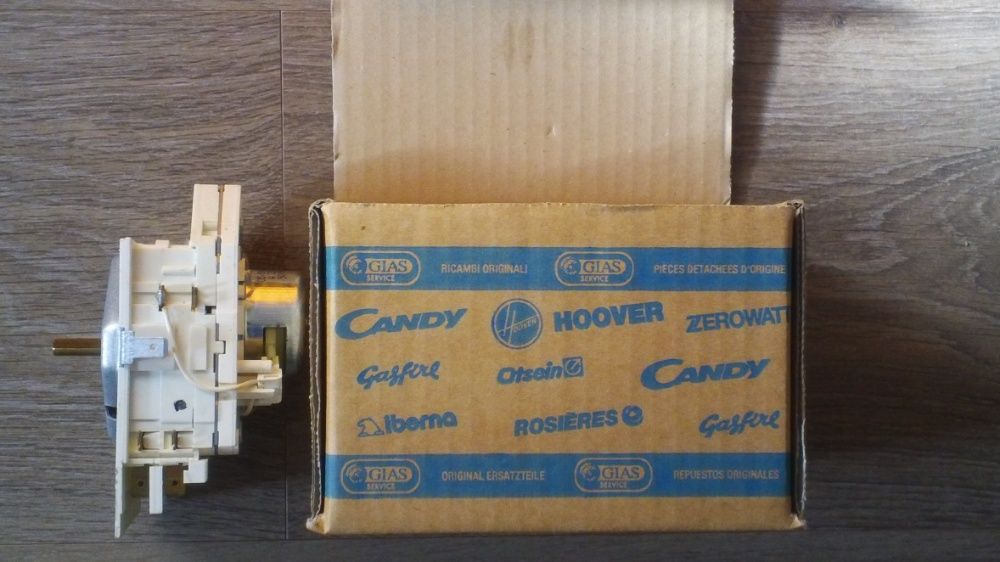 GIAS SERVICE RICAMBI ORIGINALI GIAS SERVICE PIÈCES DETACHEES D'ORIGINE
CANDY HOOVER HOOVER ZEROWATT
Gasfire Otsein CANDY
iberna ROSIÈRES Gasfire
GIAS SERVICE ORIGINAL ERSATZTEILE GIAS SERVICE REPUESTOS ORIGINALES